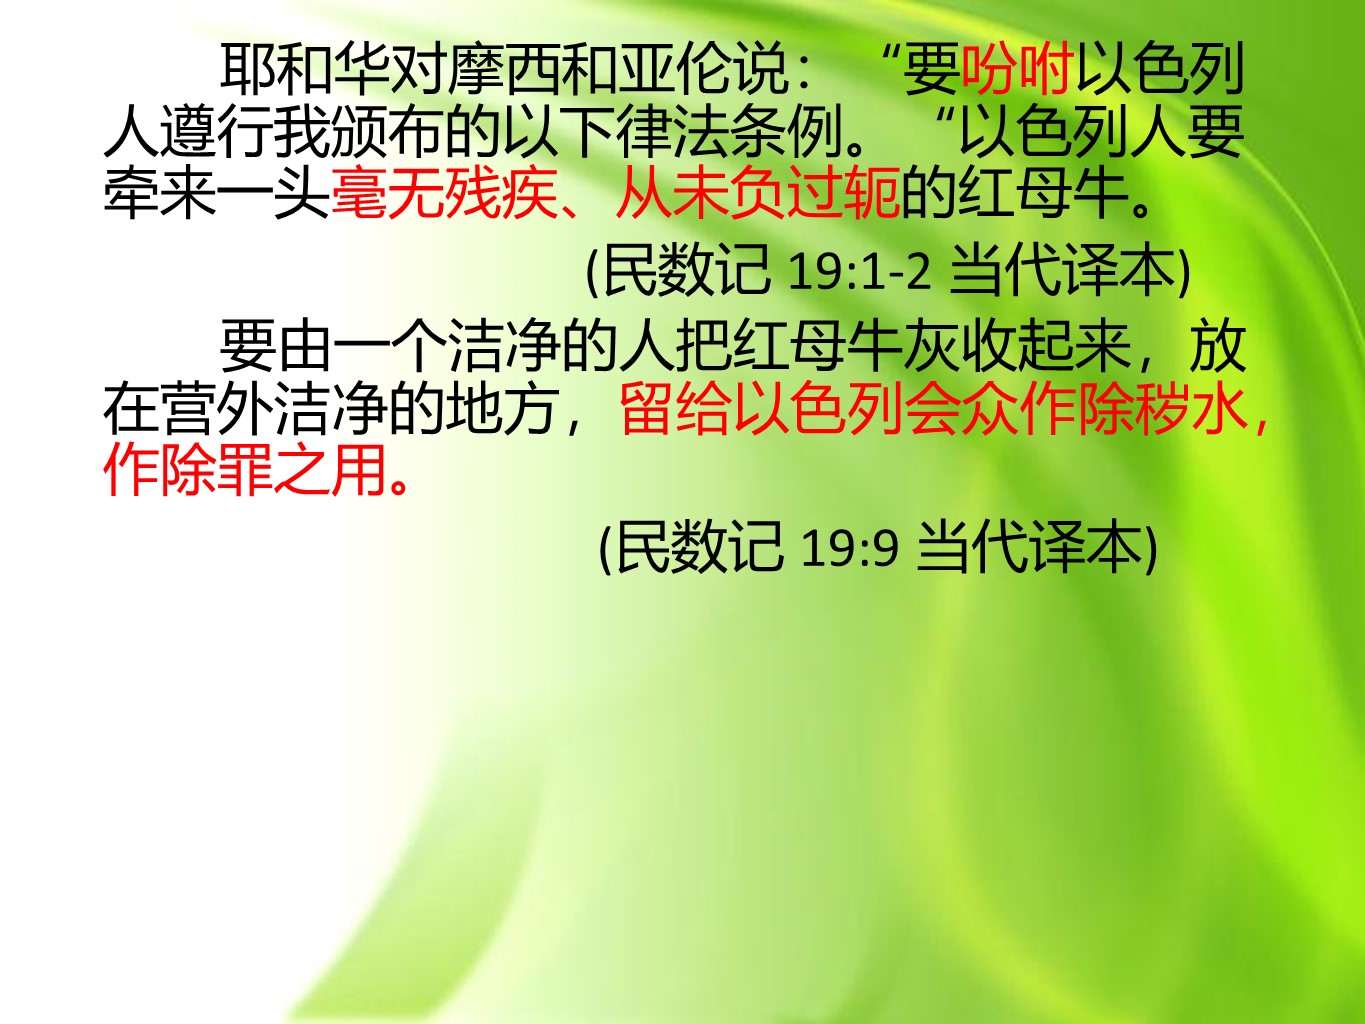 耶和华对摩西和亚伦说：“要吩咐以色列
人遵行我颁布的以下律法条例。“以色列人要
牵来一头毫无残疾、从未负过轭的红母牛。
(民数记 19:1-2 当代译本)
要由一个洁净的人把红母牛灰收起来，放
在营外洁净的地方，留给以色列会众作除秽水，
作除罪之用。
(民数记 19:9 当代译本)